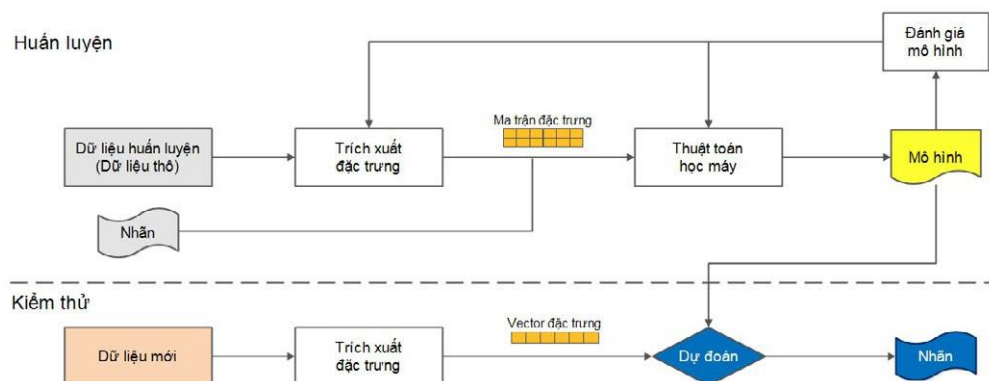 Huấn luyện
Đánh giá
mô hình
Ma trận đặc trưng
Dữ liệu huấn luyện
(Dữ liệu thô)
Trích xuất
đặc trưng
Thuật toán
học máy
Mô hình
Nhãn
Kiểm thử
Vector đặc trưng
Dữ liệu mới
Trích xuất
đặc trưng
Dự đoán
Nhãn